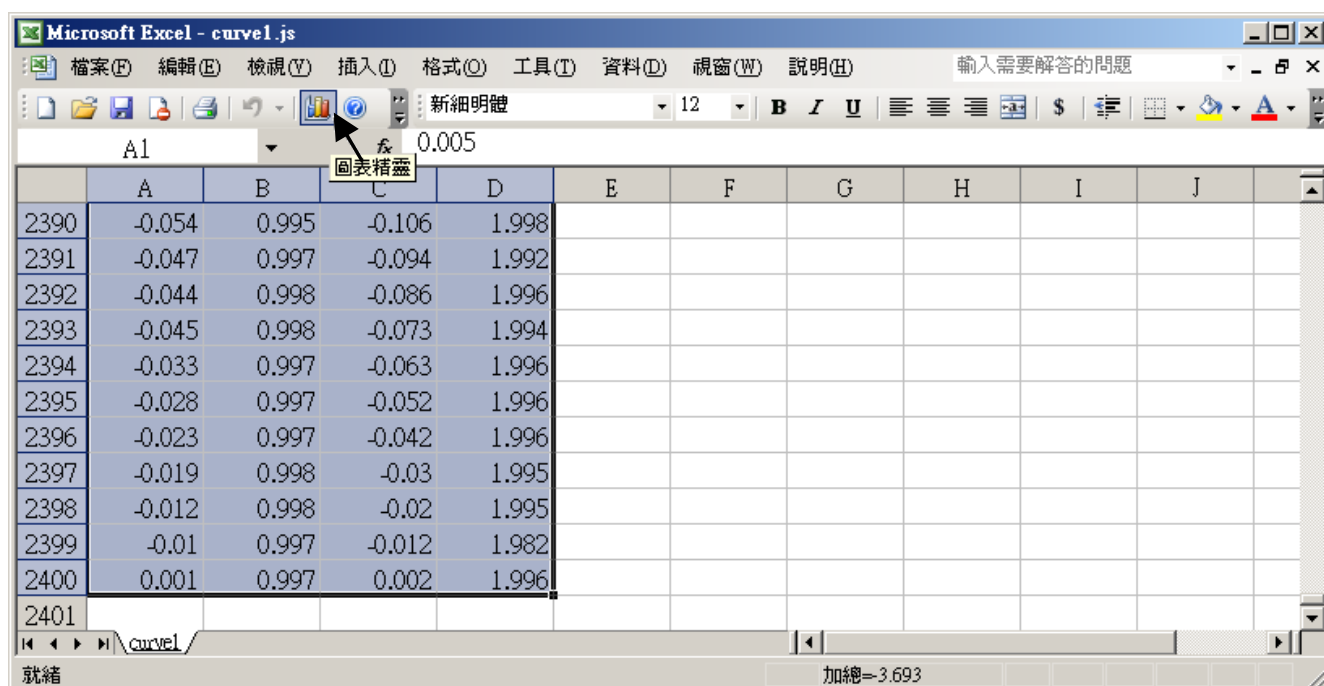 Microsoft Excel - curve1.js
檔案(F) 編輯(E) 檢視(V) 插入(I) 格式(O) 工具(T) 資料(D) 視窗(W) 說明(H) 輸入需要解答的問題
新細明體 12 B I U $ A
A1 fx 0.005
圖表精靈
A B C D E F G H I J
2390 -0.054 0.995 -0.106 1.998
2391 -0.047 0.997 -0.094 1.992
2392 -0.044 0.998 -0.086 1.996
2393 -0.045 0.998 -0.073 1.994
2394 -0.033 0.997 -0.063 1.996
2395 -0.028 0.997 -0.052 1.996
2396 -0.023 0.997 -0.042 1.996
2397 -0.019 0.998 -0.03 1.995
2398 -0.012 0.998 -0.02 1.995
2399 -0.01 0.997 -0.012 1.982
2400 0.001 0.997 0.002 1.996
2401
curve1
就緒 加總=-3.693